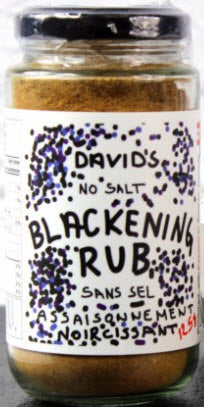 DAVID'S
NO SALT
BLACKENING
RUB
SANS SEL
ASSAISONNEMENT
NOIRCISSANT